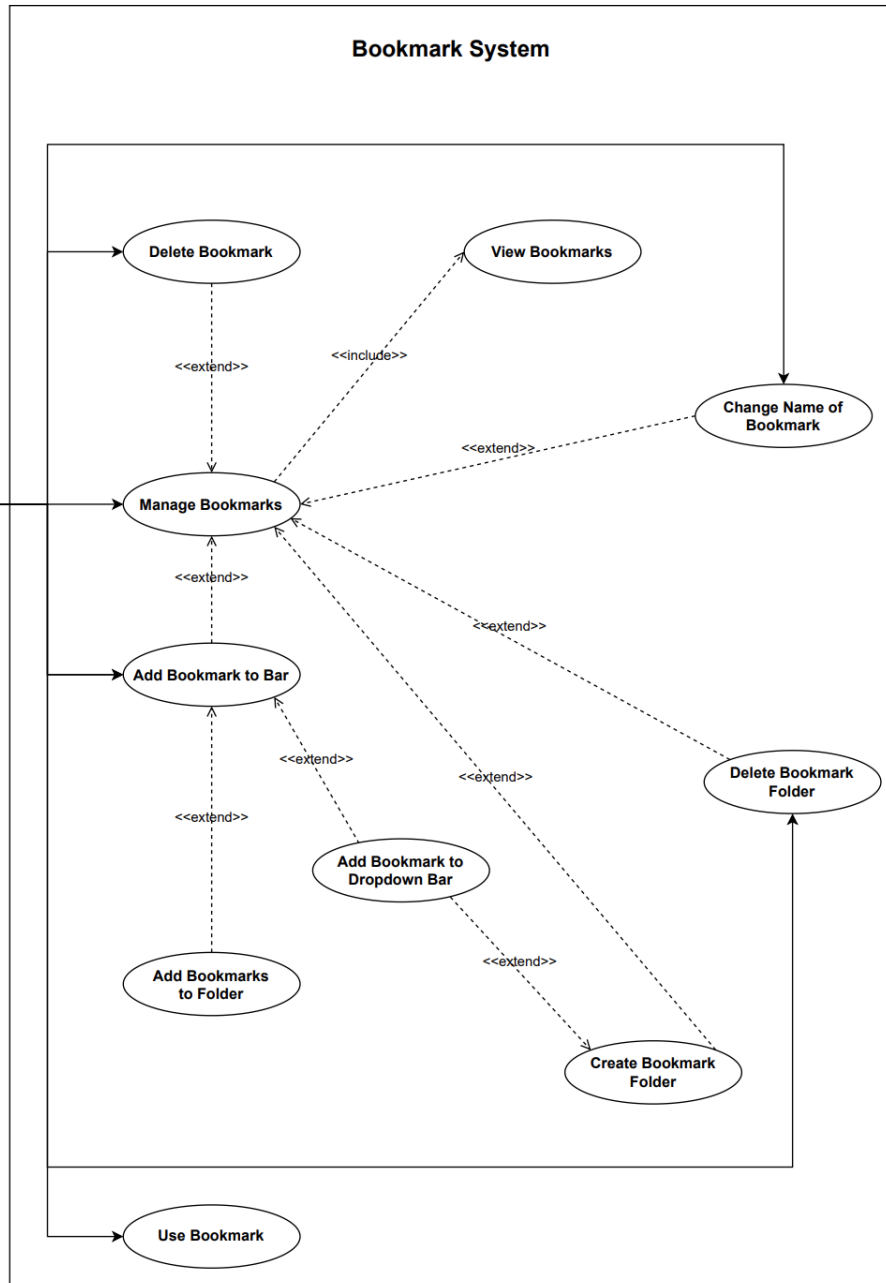 Bookmark System
Delete Bookmark
View Bookmarks
<<extend>>
<<include>>
Change Name of
Bookmark
<<extend>>
Manage Bookmarks
<<extend>>
<<extend>>
Add Bookmark to Bar
<<extend>>
<<extend>>
Delete Bookmark
Folder
<<extend>>
Add Bookmark to
Dropdown Bar
<<extend>>
Add Bookmarks
to Folder
Create Bookmark
Folder
Use Bookmark
<<extend>>